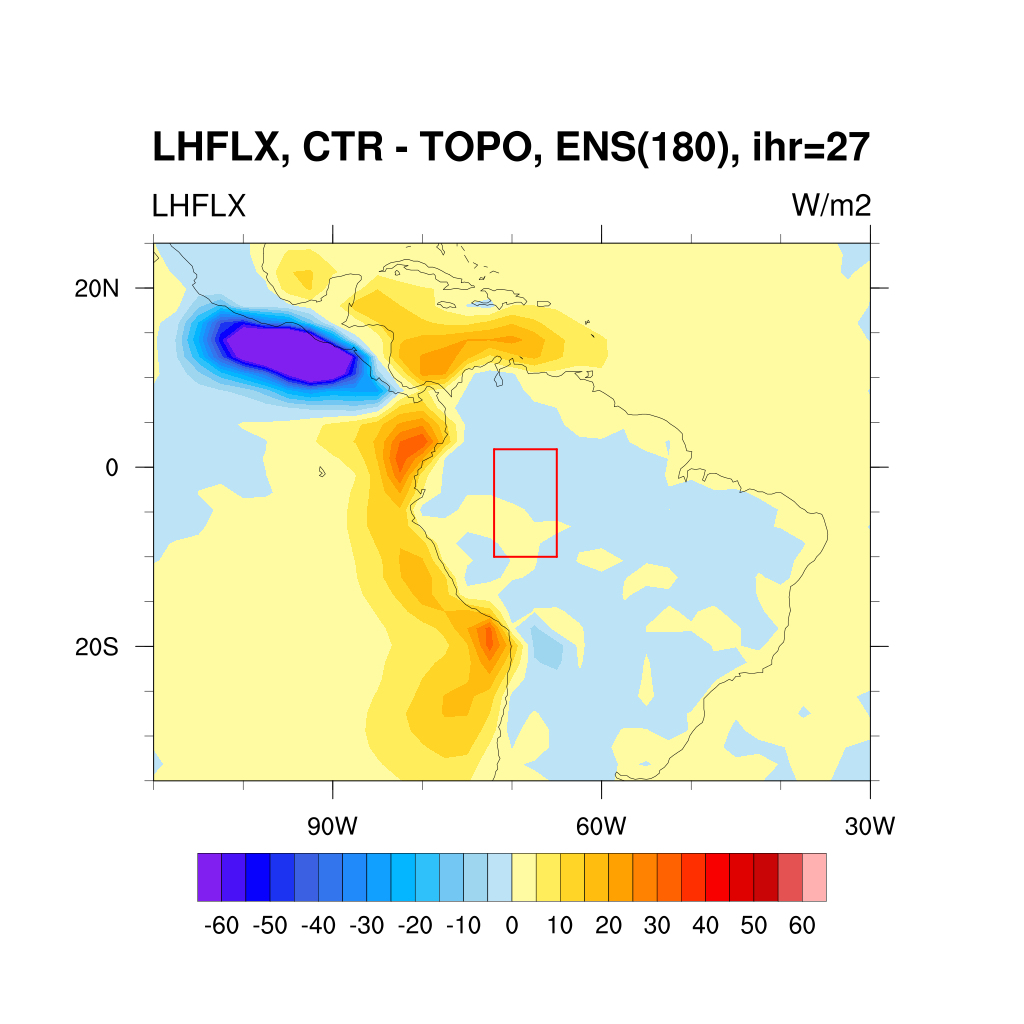 LHFLX, CTR - TOPO, ENS(180), ihr=27
LHFLX W/m2
20N
0
20S
90W 60W 30W
-60 -50 -40 -30 -20 -10 0 10 20 30 40 50 60